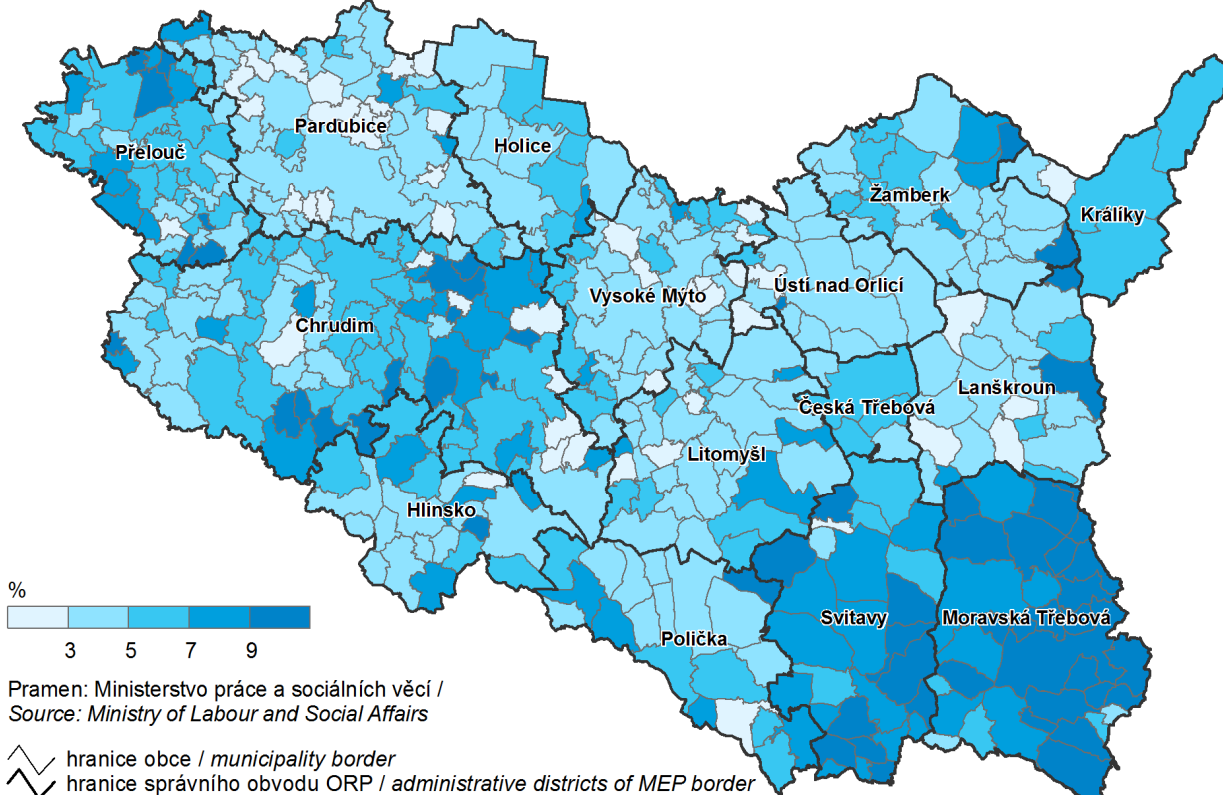 Pardubice
Holice
Přelouč
Žamberk
Králíky
Ústí nad Orlicí
Vysoké Mýto
Chrudim
Lanškroun
Česká Třebová
Litomyšl
Hlinsko
Svitavy
Moravská Třebová
Polička
%
3 5 7 9
Pramen: Ministerstvo práce a sociálních věcí /
Source: Ministry of Labour and Social Affairs
hranice obce / municipality border
hranice správního obvodu ORP / administrative districts of MEP border